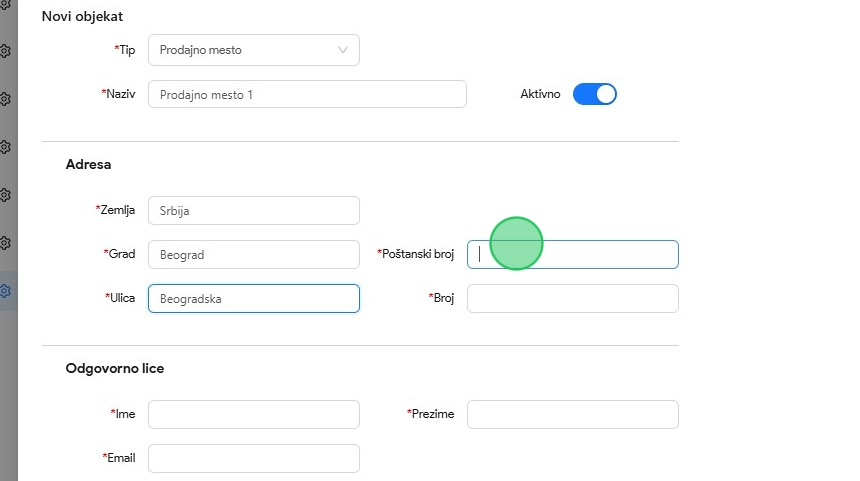 Novi objekat
*Tip Prodajno mesto
*Naziv Prodajno mesto 1 Aktivno
Adresa
*Zemlja Srbija
*Grad Beograd *Poštanski broj
*Ulica Beogradska *Broj
Odgovorno lice
*Ime *Prezime
*Email